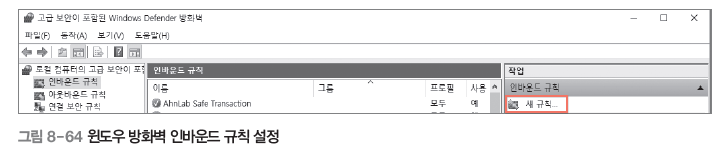 고급 보안이 포함된 Windows Defender 방화벽
파일(F) 동작(A) 보기(V) 도움말(H)
로컬 컴퓨터의 고급 보안이 포함
인바운드 규칙
아웃바운드 규칙
연결 보안 규칙
인바운드 규칙
이름 그룹 프로필 사용
AhnLab Safe Transaction 모두 예
작업
인바운드 규칙
새 규칙...
그림 8-64 윈도우 방화벽 인바운드 규칙 설정